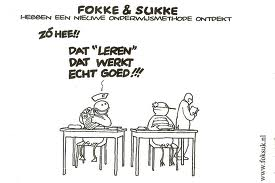 FOKKE & SUKKE
HEBBEN EEN NIEUWE ONDERWIJSMETHODE ONTDEKT
ZÓ HEE!!
DAT "LEREN"
DAT WERKT
ECHT GOED!!!
www.foksuk.nl